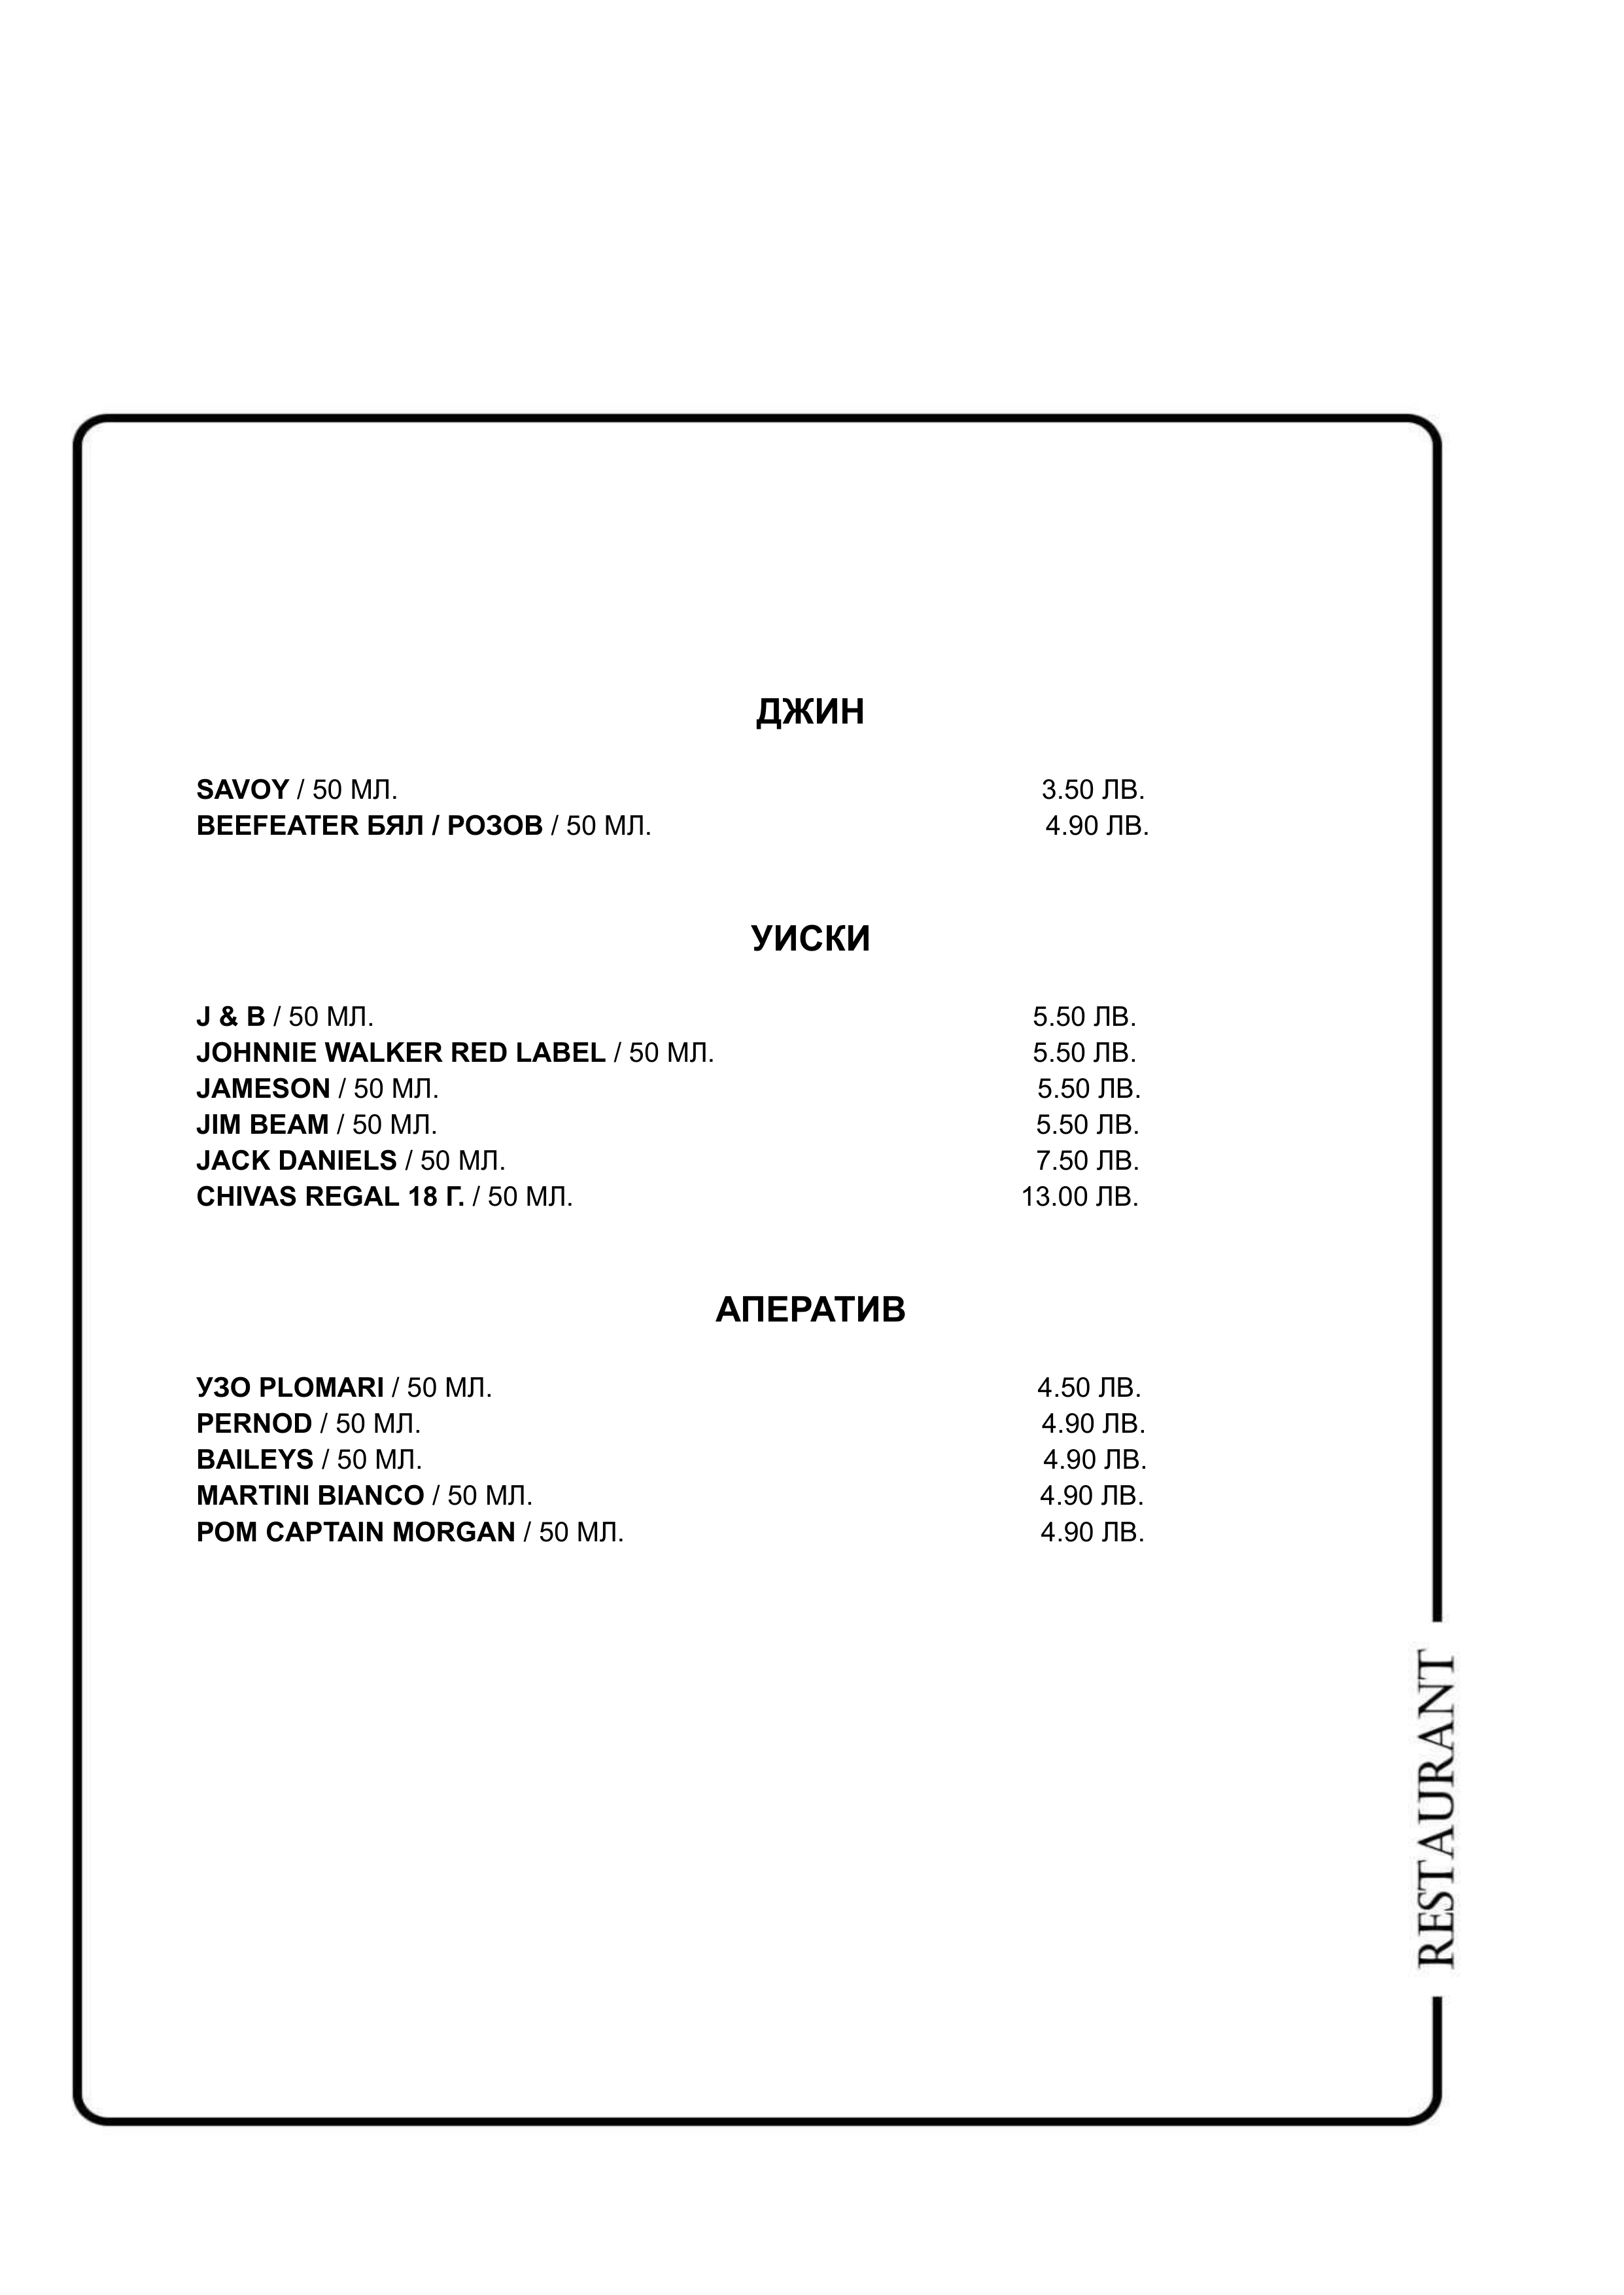 ДЖИН
SAVOY / 50 МЛ. 3.50 ЛВ.
BEEFEATER БЯЛ / РОЗОВ / 50 МЛ. 4.90 ЛВ.
УИСКИ
J & B / 50 МЛ. 5.50 ЛВ.
JOHNNIE WALKER RED LABEL / 50 МЛ. 5.50 ЛВ.
JAMESON / 50 МЛ. 5.50 ЛВ.
JIM BEAM / 50 МЛ. 5.50 ЛВ.
JACK DANIELS / 50 МЛ. 7.50 ЛВ.
CHIVAS REGAL 18 Г. / 50 МЛ. 13.00 ЛВ.
АПЕРАТИВ
УЗО PLOMARI / 50 МЛ. 4.50 ЛВ.
PERNOD / 50 МЛ. 4.90 ЛВ.
BAILEYS / 50 МЛ. 4.90 ЛВ.
MARTINI BIANCO / 50 МЛ. 4.90 ЛВ.
РОМ CAPTAIN MORGAN / 50 МЛ. 4.90 ЛВ.
RESTAURANT